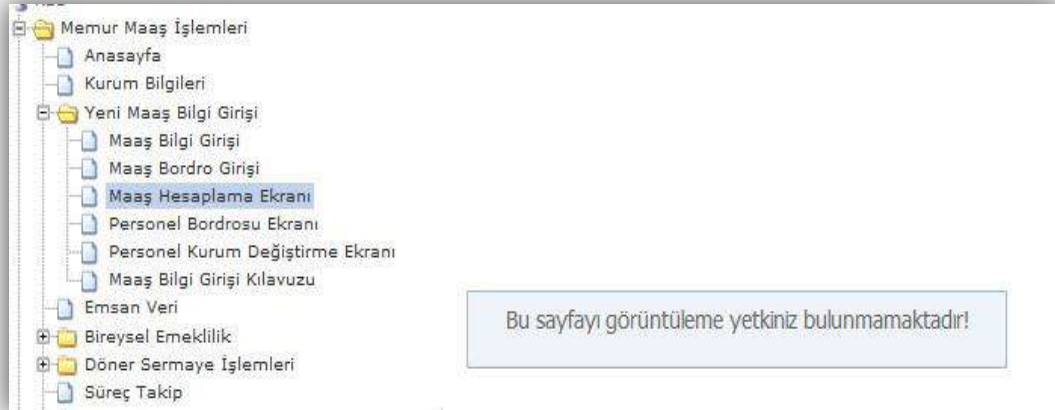 Memur Maaş İşlemleri
Anasayfa
Kurum Bilgileri
Yeni Maaş Bilgi Girişi
Maaş Bilgi Girişi
Maaş Bordro Girişi
Maaş Hesaplama Ekranı
Personel Bordrosu Ekranı
Personel Kurum Değiştirme Ekranı
Maaş Bilgi Girişi Kılavuzu
Emsan Veri
Bireysel Emeklilik
Döner Sermaye İşlemleri
Süreç Takip
Bu sayfayı görüntüleme yetkiniz bulunmamaktadır!